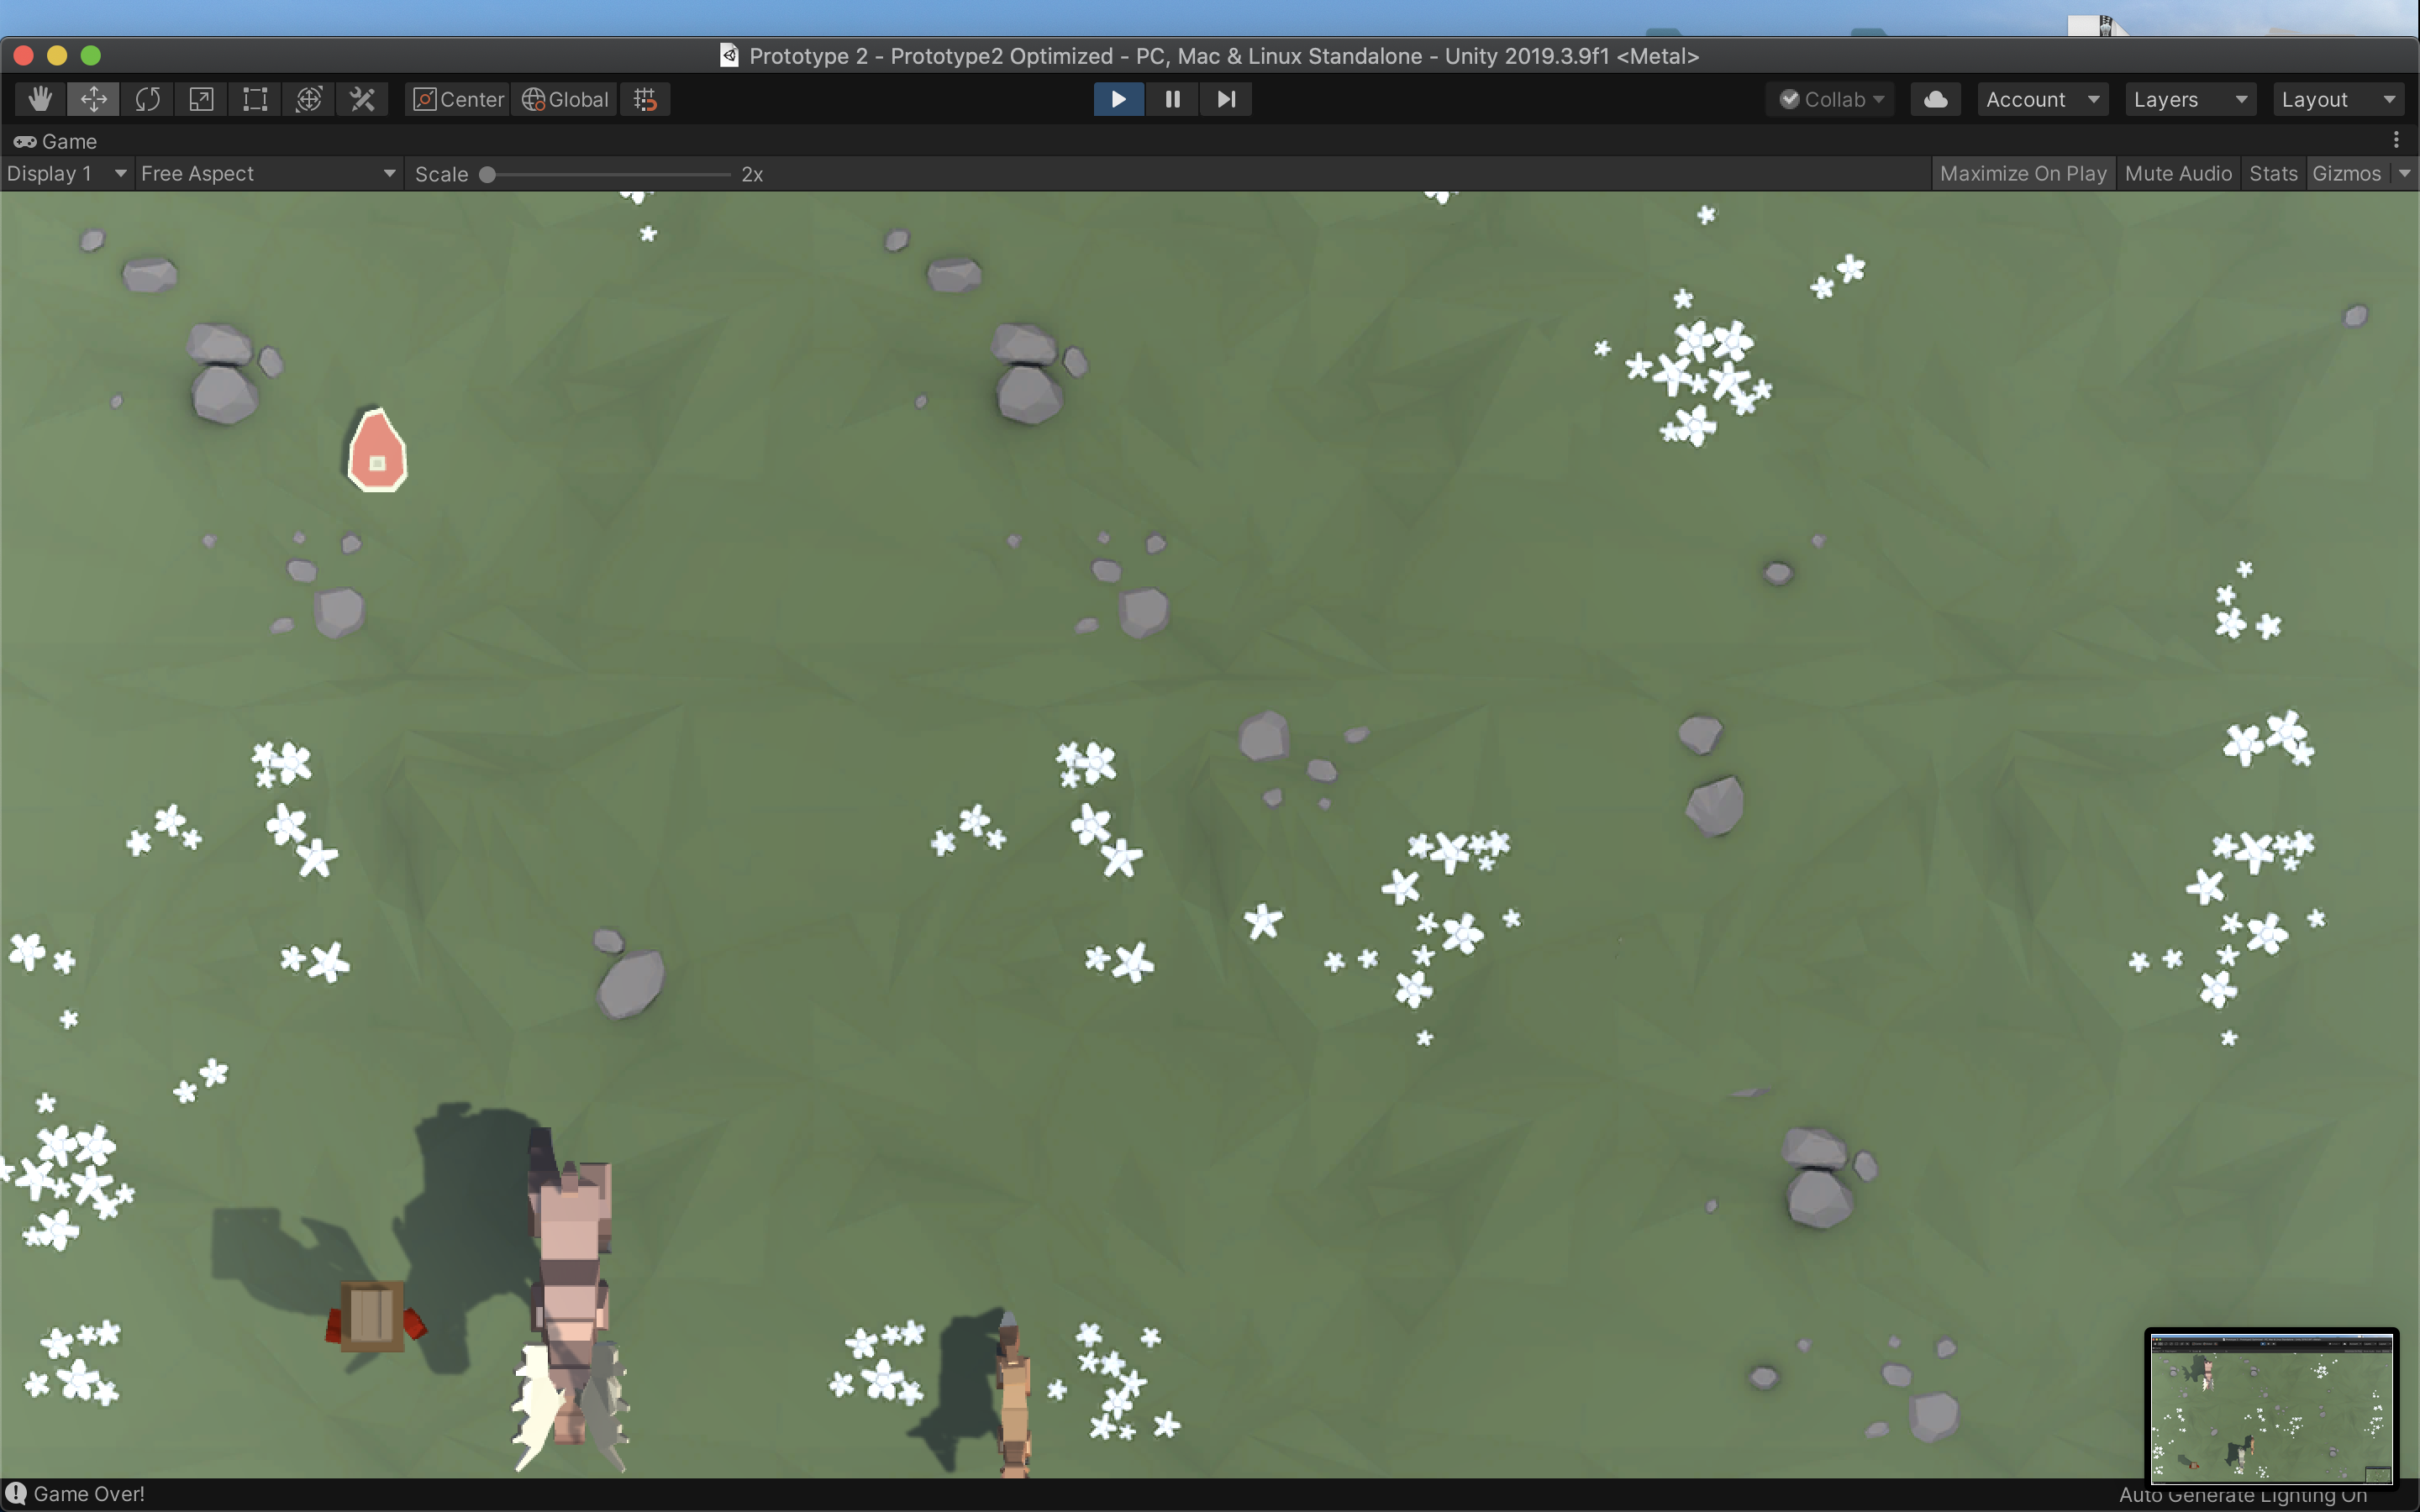 Prototype 2 - Prototype2 Optimized - PC, Mac & Linux Standalone - Unity 2019.3.9f1 <Metal>
Center Global Collab Account Layers Layout
Game
Display 1 Free Aspect Scale 2x Maximize On Play Mute Audio Stats Gizmos
Game Over! Auto Generate Lighting On